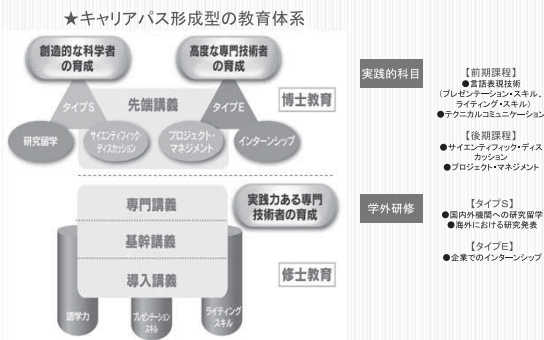 ★キャリアパス形成型の教育体系
創造的な科学者
の育成
高度な専門技術者
の育成
タイプS
先端講義
タイプE
博士教育
研究留学
サイエンティフィック・
ディスカッション
プロジェクト・
マネジメント
インターンシップ
専門講義
実践力ある専門
技術者の育成
基幹講義
導入講義
修士教育
語学力
プレゼンテーション
スキル
ライティング
スキル
実践的科目
【前期課程】
●言語表現技術
(プレゼンテーション・スキル、
ライティング・スキル)
●テクニカルコミュニケーション
【後期課程】
●サイエンティフィック・ディス
カッション
●プロジェクト・マネジメント
学外研修
【タイプS】
●国内外機関への研究留学
●海外における研究発表
【タイプE】
●企業でのインターンシップ